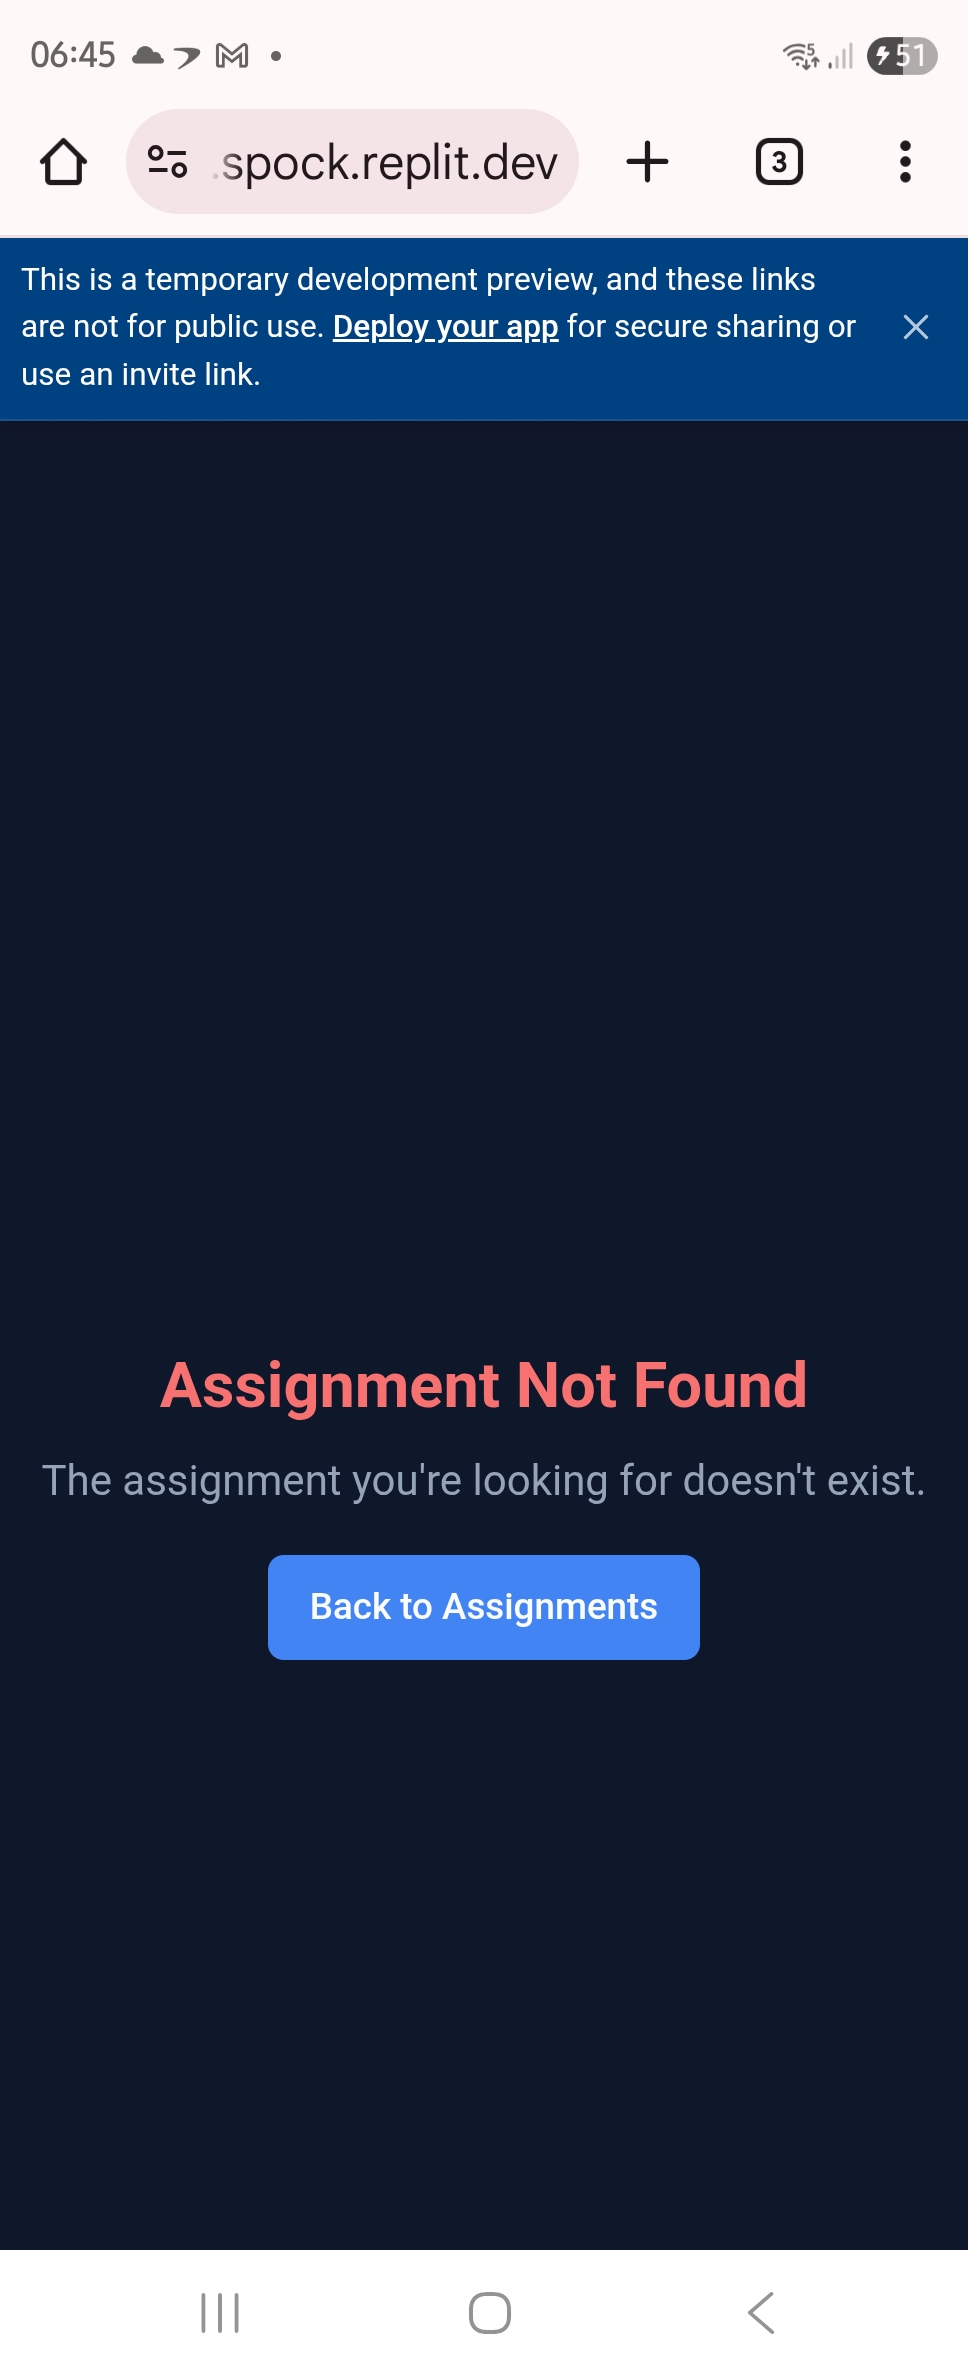 06:45
5
51
.spock.replit.dev
3
This is a temporary development preview, and these links
are not for public use. Deploy your app for secure sharing or
use an invite link.
Assignment Not Found
The assignment you're looking for doesn't exist.
Back to Assignments